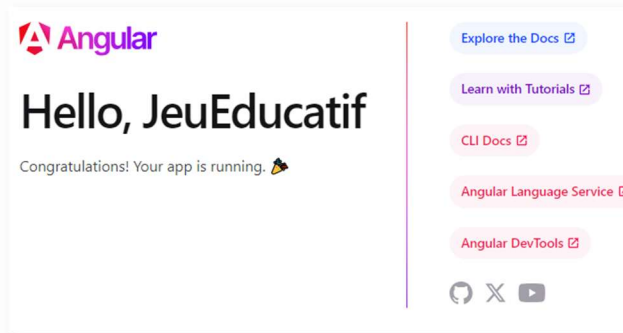 Angular
Hello, JeuEducatif
Congratulations! Your app is running. 🎉
Explore the Docs
Learn with Tutorials
CLI Docs
Angular Language Service
Angular DevTools